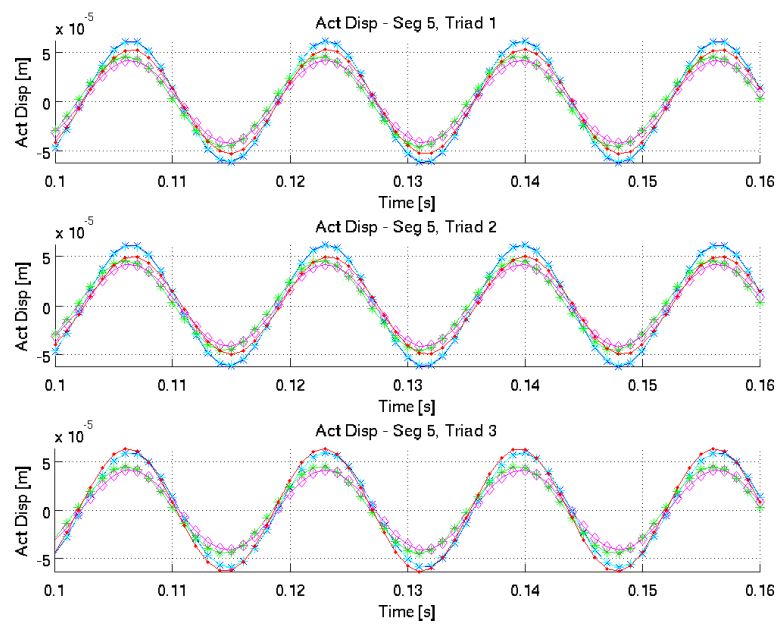 x 10^-5
Act Disp - Seg 5, Triad 1
Act Disp [m]
5
0
-5
0.1 0.11 0.12 0.13 0.14 0.15 0.16
Time [s]
x 10^-5
Act Disp - Seg 5, Triad 2
Act Disp [m]
5
0
-5
0.1 0.11 0.12 0.13 0.14 0.15 0.16
Time [s]
x 10^-5
Act Disp - Seg 5, Triad 3
Act Disp [m]
5
0
-5
0.1 0.11 0.12 0.13 0.14 0.15 0.16
Time [s]